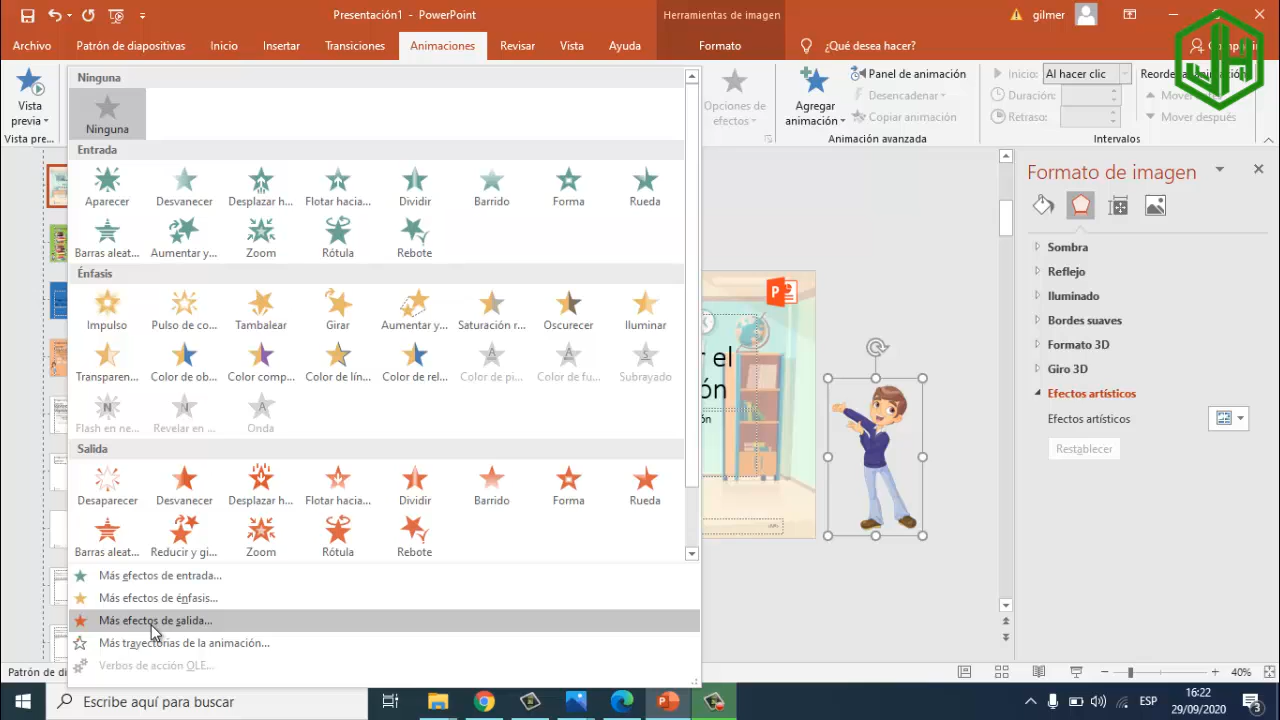 Presentación1 - PowerPoint
Herramientas de imagen
gilmer
Archivo
Patrón de diapositivas
Inicio
Insertar
Transiciones
Animaciones
Revisar
Vista
Ayuda
Formato
¿Qué desea hacer?
Vista previa
Vista pre...
Ninguna
Ninguna
Entrada
Aparecer
Desvanecer
Desplazar h...
Flotar hacia...
Dividir
Barrido
Forma
Rueda
Barras aleat...
Aumentar y...
Zoom
Rótula
Rebote
Énfasis
Impulso
Pulso de co...
Tambalear
Girar
Aumentar y...
Saturación r...
Oscurecer
Iluminar
Transparen...
Color de ob...
Color comp...
Color de lín...
Color de rel...
Color de pi...
Color de fu...
Subrayado
Flash en ne...
Revelar en ...
Onda
Salida
Desaparecer
Desvanecer
Desplazar h...
Flotar hacia...
Dividir
Barrido
Forma
Rueda
Barras aleat...
Reducir y gi...
Zoom
Rótula
Rebote
Más efectos de entrada...
Más efectos de énfasis...
Más efectos de salida...
Más trayectorias de la animación...
Verbos de acción OLE...
Opciones de efectos
Agregar animación
Panel de animación
Desencadenar
Copiar animación
Animación avanzada
Inicio:
Al hacer clic
Duración:
Retraso:
Mover después
Intervalos
JH
r el
ón
ón
Formato de imagen
Sombra
Reflejo
Iluminado
Bordes suaves
Formato 3D
Giro 3D
Efectos artísticos
Efectos artísticos
Restablecer
Patrón de di
40%
Escribe aquí para buscar
ESP
16:22
29/09/2020
3